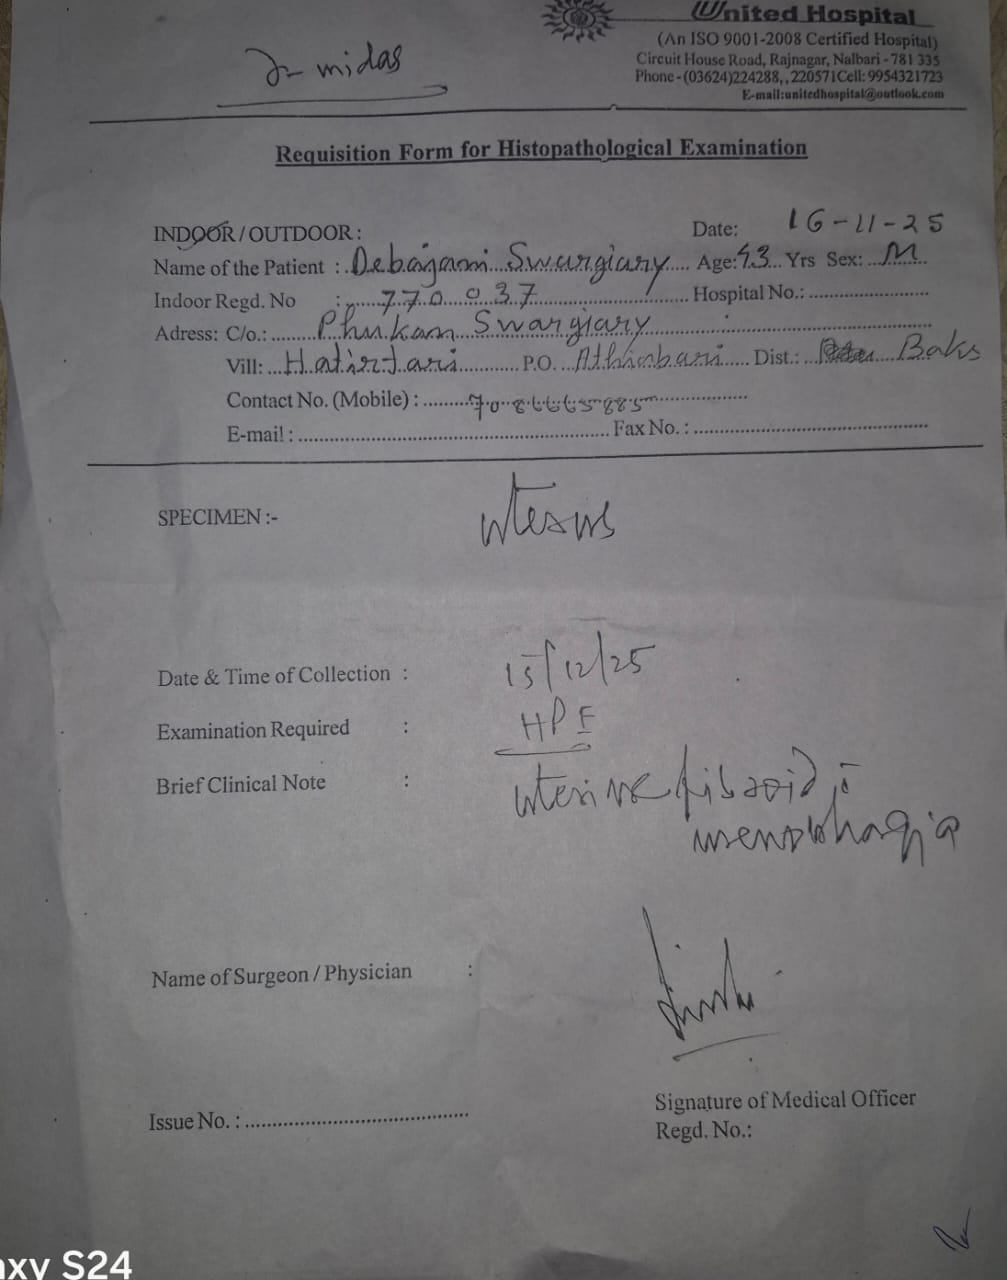 United Hospital
(An ISO 9001-2008 Certified Hospital)
Circuit House Road, Rajnagar, Nalbari - 781 335
Phone - (03624)224288,, 220571Cell: 9954321723
E-mail:unitedhospital@outlook.com
Dr midas
Requisition Form for Histopathological Examination
INDOOR / OUTDOOR : Date: 16-11-25
Name of the Patient : Debajani Swargiary Age: 43 Yrs Sex: M
Indoor Regd. No : 770037 Hospital No.:
Adress: C/o.: Phukan Swargiary
Vill: P.O. Athiabari Dist.: Baks
Contact No. (Mobile) : 7086665885
E-mail : Fax No. :
SPECIMEN :- uterus
Date & Time of Collection : 15/12/25
Examination Required : HPE
Brief Clinical Note : uterine fibroid c̄
menorrhagia
Name of Surgeon / Physician :
Signature of Medical Officer
Issue No. :
Regd. No.:
axy S24